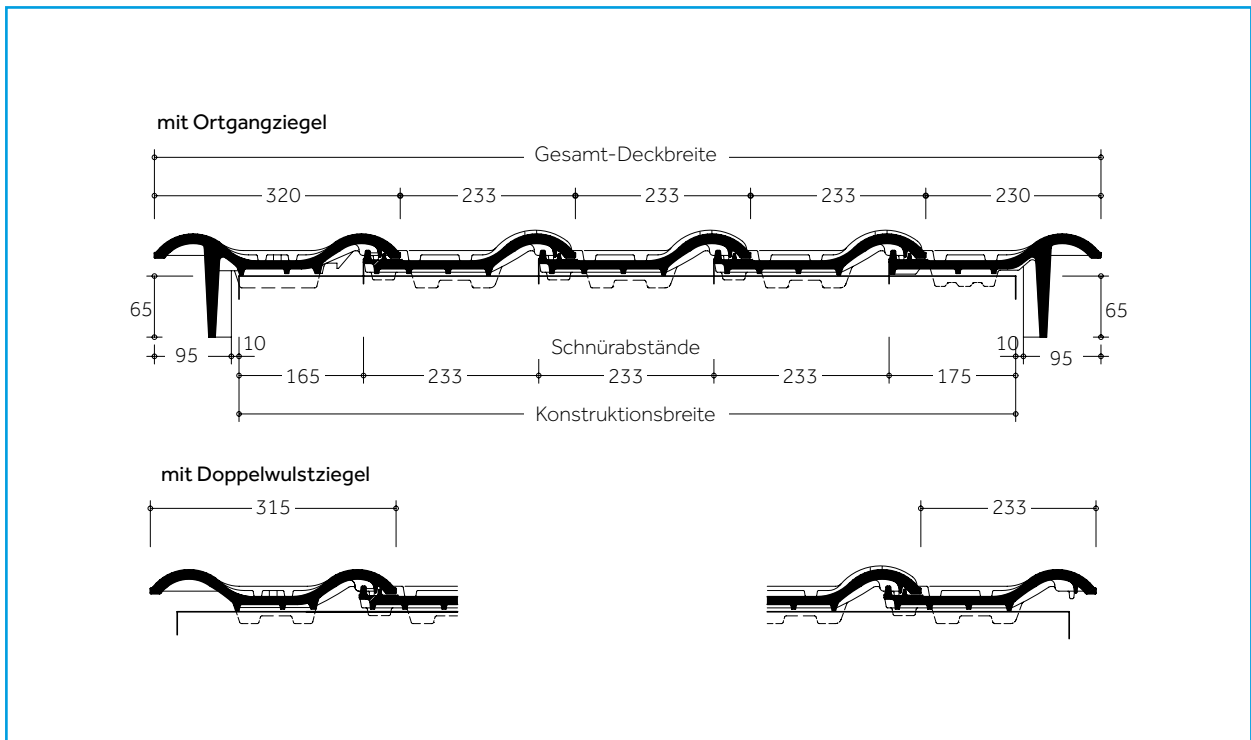 mit Ortgangziegel
Gesamt-Deckbreite
320 233 233 233 230
65 65
95 10 Schnürabstände 10 95
165 233 233 233 175
Konstruktionsbreite
mit Doppelwulstziegel
315 233